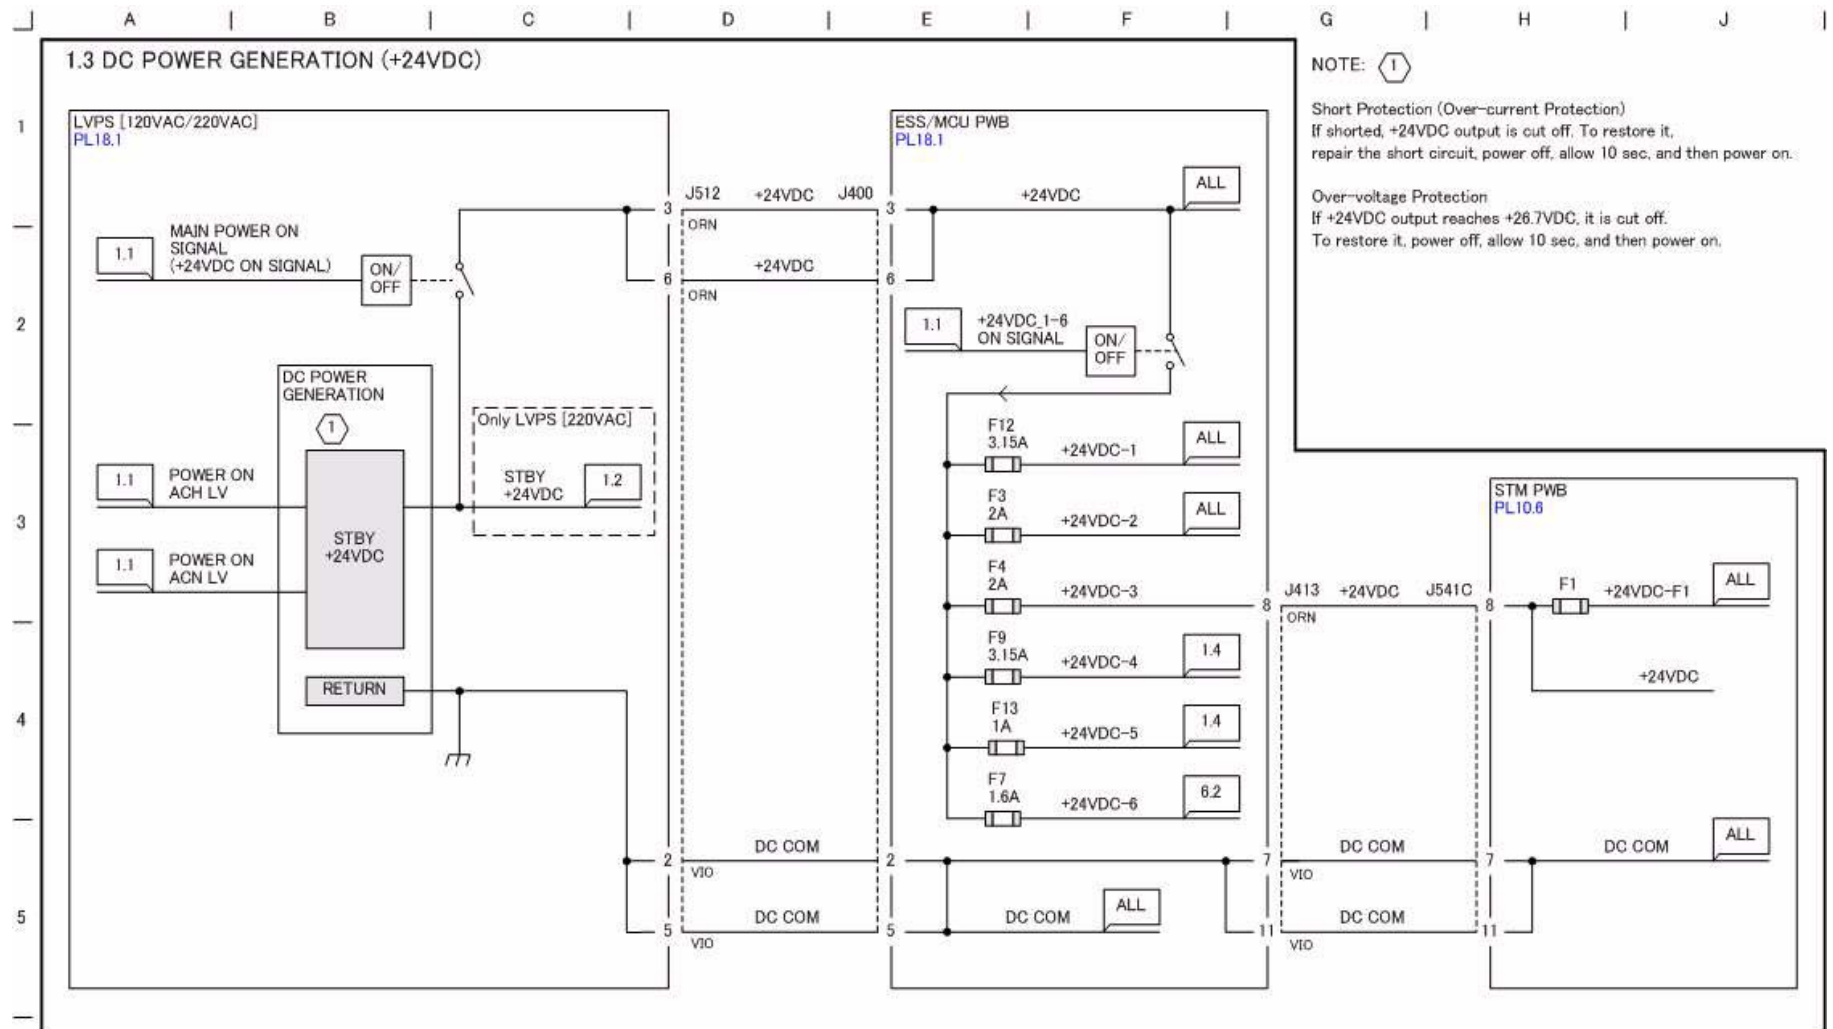 A B C D E F G H J
1.3 DC POWER GENERATION (+24VDC)
NOTE: 1
Short Protection (Over-current Protection)
If shorted, +24VDC output is cut off. To restore it,
repair the short circuit, power off, allow 10 sec, and then power on.
Over-voltage Protection
If +24VDC output reaches +26.7VDC, it is cut off.
To restore it, power off, allow 10 sec, and then power on.
1
2
3
4
5
LVPS [120VAC/220VAC]
PL18.1
MAIN POWER ON
SIGNAL
(+24VDC ON SIGNAL)
1.1
ON/
OFF
DC POWER
GENERATION
1
Only LVPS [220VAC]
STBY
+24VDC
1.2
1.1
POWER ON
ACH LV
1.1
POWER ON
ACN LV
STBY
+24VDC
RETURN
3
6
2
5
J512 +24VDC J400
ORN
+24VDC
ORN
DC COM
VIO
DC COM
VIO
ESS/MCU PWB
PL18.1
3
6
2
5
+24VDC
ALL
1.1
+24VDC_1-6
ON SIGNAL
ON/
OFF
F12
3.15A
+24VDC-1
ALL
F3
2A
+24VDC-2
ALL
F4
2A
+24VDC-3
F9
3.15A
+24VDC-4
1.4
F13
1A
+24VDC-5
1.4
F7
1.6A
+24VDC-6
6.2
DC COM
ALL
8
7
11
J413 +24VDC J541C
ORN
DC COM
VIO
DC COM
VIO
STM PWB
PL10.6
8
7
11
F1
+24VDC-F1
ALL
+24VDC
DC COM
ALL